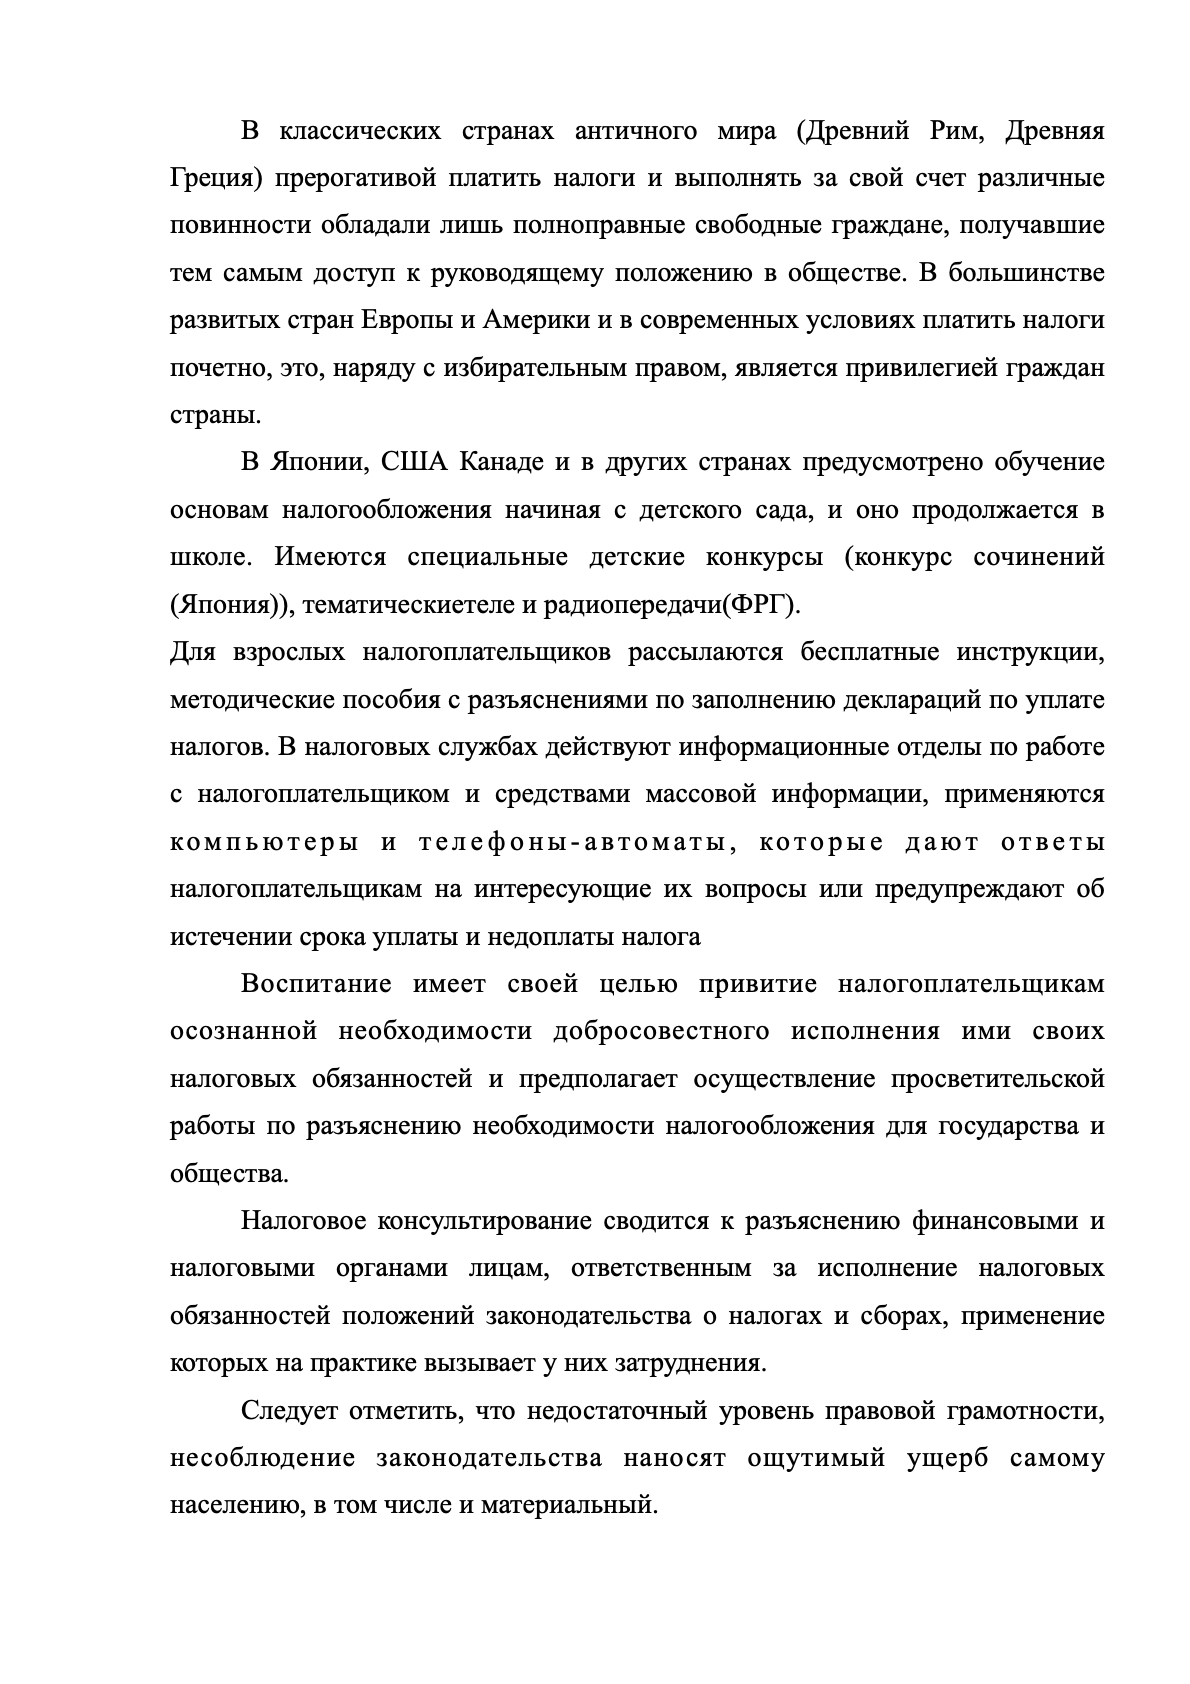 В классических странах античного мира (Древний Рим, Древняя
Греция) прерогативой платить налоги и выполнять за свой счет различные
повинности обладали лишь полноправные свободные граждане, получавшие
тем самым доступ к руководящему положению в обществе. В большинстве
развитых стран Европы и Америки и в современных условиях платить налоги
почетно, это, наряду с избирательным правом, является привилегией граждан
страны.
В Японии, США Канаде и в других странах предусмотрено обучение
основам налогообложения начиная с детского сада, и оно продолжается в
школе. Имеются специальные детские конкурсы (конкурс сочинений
(Япония)), тематическиетеле и радиопередачи(ФРГ).
Для взрослых налогоплательщиков рассылаются бесплатные инструкции,
методические пособия с разъяснениями по заполнению деклараций по уплате
налогов. В налоговых службах действуют информационные отделы по работе
с налогоплательщиком и средствами массовой информации, применяются
компьютеры и телефоны-автоматы, которые дают ответы
налогоплательщикам на интересующие их вопросы или предупреждают об
истечении срока уплаты и недоплаты налога
Воспитание имеет своей целью привитие налогоплательщикам
осознанной необходимости добросовестного исполнения ими своих
налоговых обязанностей и предполагает осуществление просветительской
работы по разъяснению необходимости налогообложения для государства и
общества.
Налоговое консультирование сводится к разъяснению финансовыми и
налоговыми органами лицам, ответственным за исполнение налоговых
обязанностей положений законодательства о налогах и сборах, применение
которых на практике вызывает у них затруднения.
Следует отметить, что недостаточный уровень правовой грамотности,
несоблюдение законодательства наносят ощутимый ущерб самому
населению, в том числе и материальный.